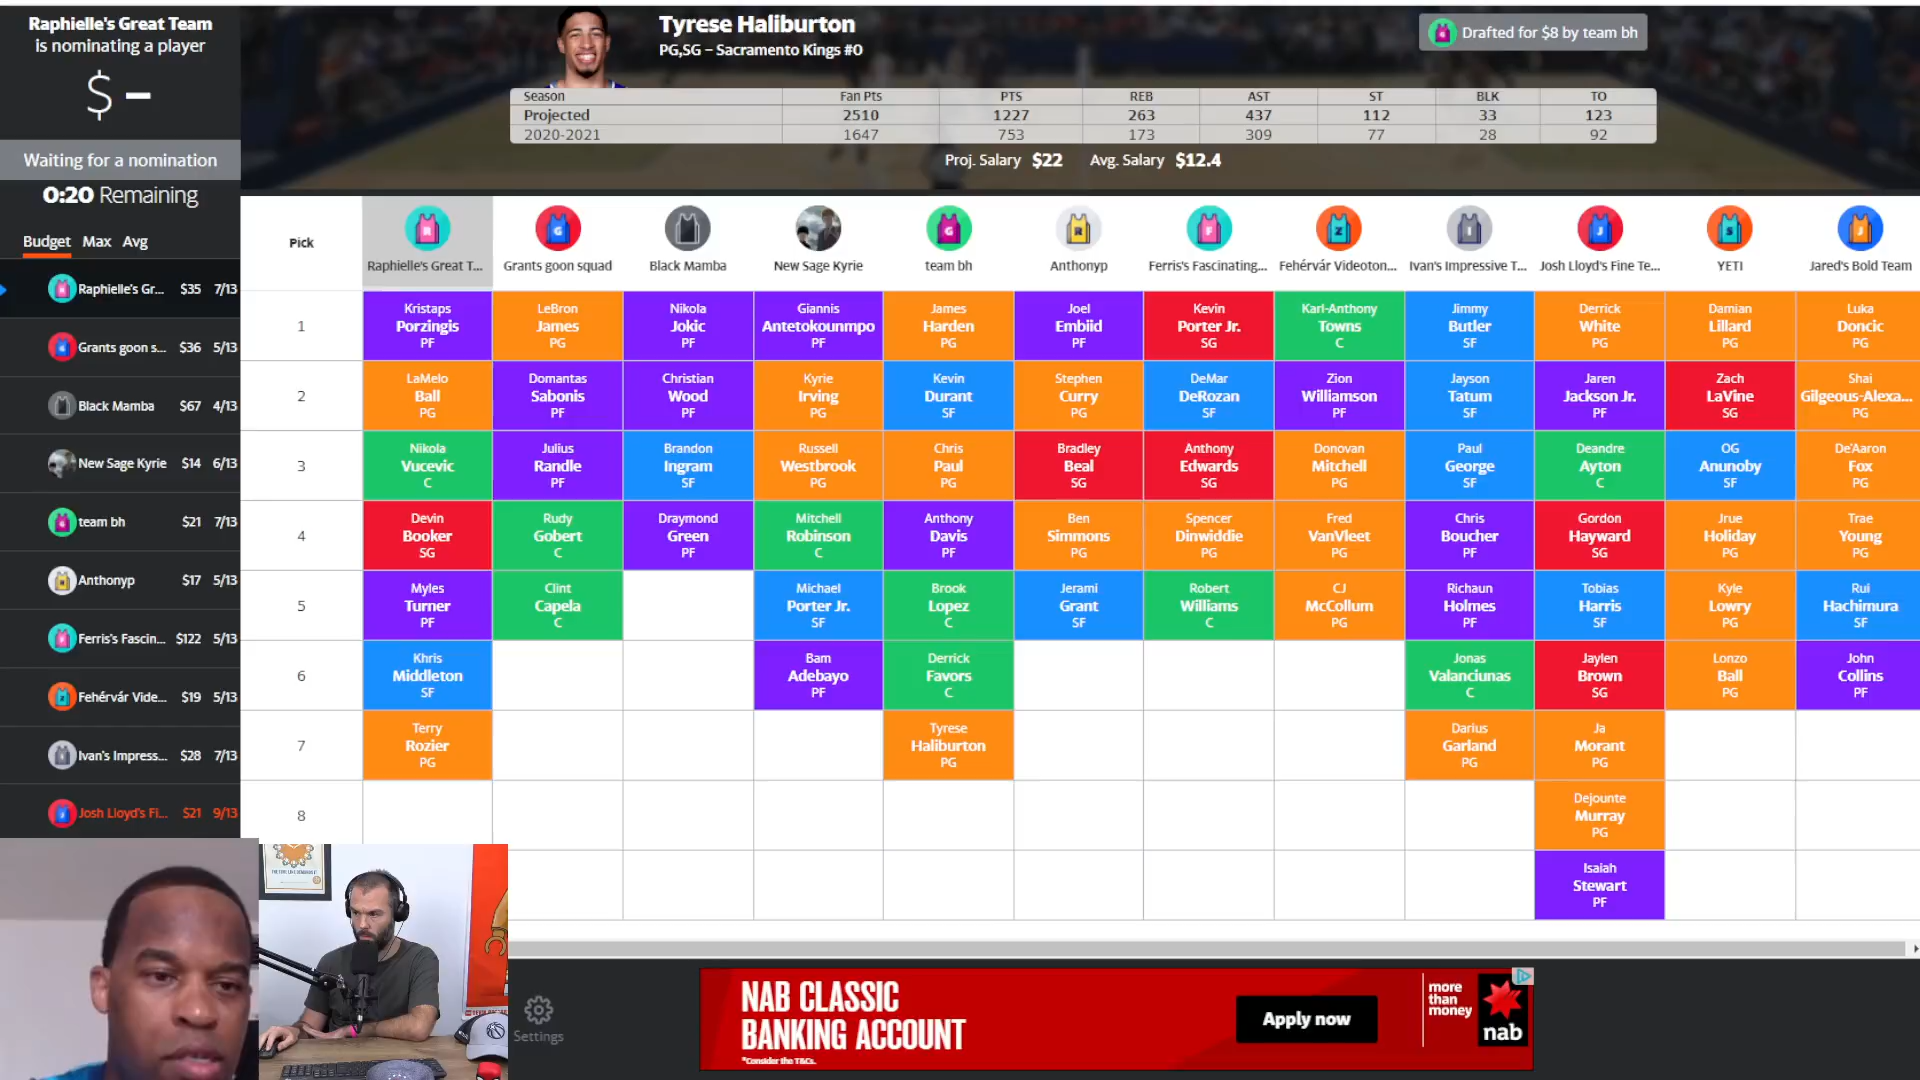 Raphielle's Great Team
is nominating a player
$ –
Waiting for a nomination
0:20 Remaining
Budget Max Avg
Raphielle's Gr... $35 7/13
Grants goon s... $36 5/13
Black Mamba $67 4/13
New Sage Kyrie $14 6/13
team bh $21 7/13
Anthonyp $17 5/13
Ferris's Fascin... $122 5/13
Fehérvár Vide... $19 5/13
Ivan's Impress... $28 7/13
Josh Lloyd's Fi... $21 9/13
Tyrese Haliburton
PG,SG – Sacramento Kings #0
Drafted for $8 by team bh
Season Fan Pts PTS REB AST ST BLK TO
Projected 2510 1227 263 437 112 33 123
2020-2021 1647 753 173 309 77 28 92
Proj. Salary $22 Avg. Salary $12.4
Pick
R G G R F Z I J S J
Raphielle's Great T... Grants goon squad Black Mamba New Sage Kyrie team bh Anthonyp Ferris's Fascinating... Fehérvár Videoton... Ivan's Impressive T... Josh Lloyd's Fine Te... YETI Jared's Bold Team
Kristaps LeBron Nikola Giannis James Joel Kevin Karl-Anthony Jimmy Derrick Damian Luka
1 Porzingis James Jokic Antetokounmpo Harden Embiid Porter Jr. Towns Butler White Lillard Doncic
PF PG PF PF PG PF SG C SF PG PG PG
LaMelo Domantas Christian Kyrie Kevin Stephen DeMar Zion Jayson Jaren Zach Shai
2 Ball Sabonis Wood Irving Durant Curry DeRozan Williamson Tatum Jackson Jr. LaVine Gilgeous-Alexa...
PG PF PF PG SF PG SF PF SF PF SG PG
Nikola Julius Brandon Russell Chris Bradley Anthony Donovan Paul Deandre OG De'Aaron
3 Vucevic Randle Ingram Westbrook Paul Beal Edwards Mitchell George Ayton Anunoby Fox
C PF SF PG PG SG SG PG SF C SF PG
Devin Rudy Draymond Mitchell Anthony Ben Spencer Fred Chris Gordon Jrue Trae
4 Booker Gobert Green Robinson Davis Simmons Dinwiddie VanVleet Boucher Hayward Holiday Young
SG C PF C PF PG PG PG PF SG PG PG
Myles Clint Michael Brook Jerami Robert CJ Richaun Tobias Kyle Rui
5 Turner Capela Porter Jr. Lopez Grant Williams McCollum Holmes Harris Lowry Hachimura
PF C SF C SF C PG PF SF PG SF
Khris Bam Derrick Jonas Jaylen Lonzo John
6 Middleton Adebayo Favors Valanciunas Brown Ball Collins
SF PF C C SG PG PF
Terry Tyrese Darius Ja
7 Rozier Haliburton Garland Morant
PG PG PG PG
Dejounte
8 Murray
PG
Isaiah
Stewart
PF
Settings
NAB CLASSIC
BANKING ACCOUNT
*Consider the T&Cs.
Apply now
more
than
money
nab